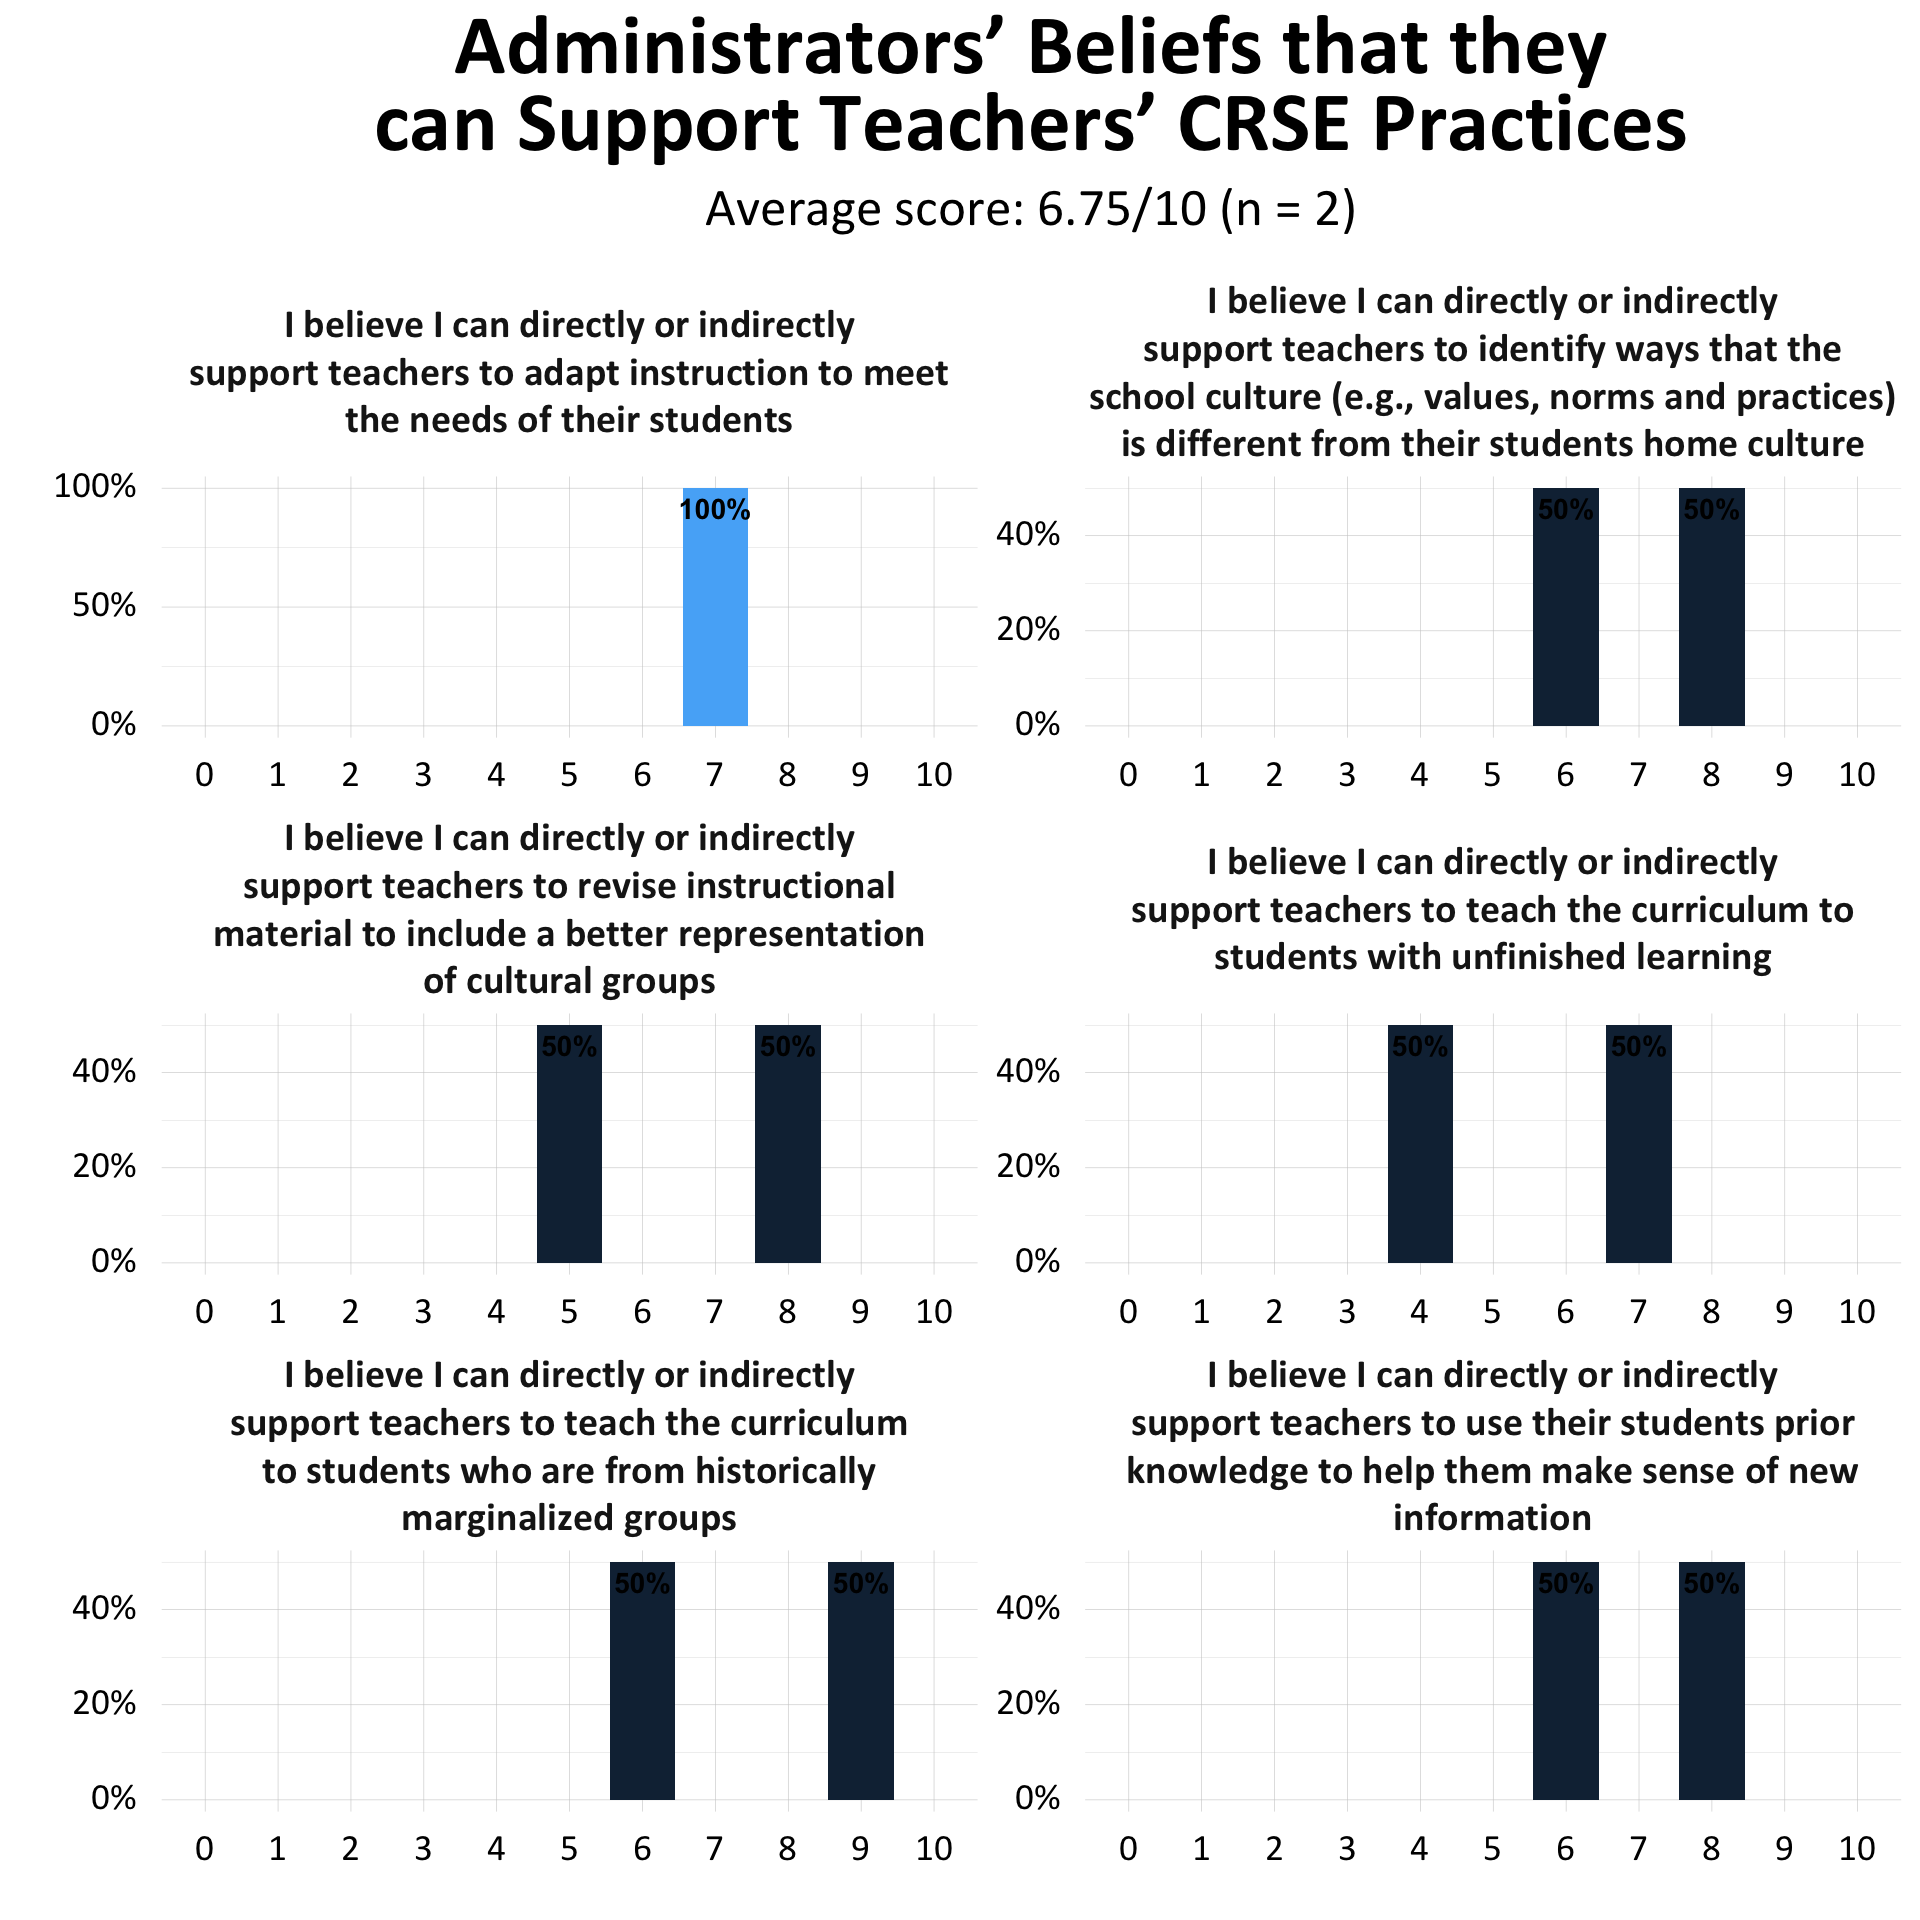 Administrators’ Beliefs that they
can Support Teachers’ CRSE Practices
Average score: 6.75/10 (n = 2)
I believe I can directly or indirectly
support teachers to adapt instruction to meet
the needs of their students
100%
50%
0%
100%
0 1 2 3 4 5 6 7 8 9 10
I believe I can directly or indirectly
support teachers to identify ways that the
school culture (e.g., values, norms and practices)
is different from their students home culture
40%
20%
0%
50% 50%
0 1 2 3 4 5 6 7 8 9 10
I believe I can directly or indirectly
support teachers to revise instructional
material to include a better representation
of cultural groups
40%
20%
0%
50% 50%
0 1 2 3 4 5 6 7 8 9 10
I believe I can directly or indirectly
support teachers to teach the curriculum to
students with unfinished learning
40%
20%
0%
50% 50%
0 1 2 3 4 5 6 7 8 9 10
I believe I can directly or indirectly
support teachers to teach the curriculum
to students who are from historically
marginalized groups
40%
20%
0%
50% 50%
0 1 2 3 4 5 6 7 8 9 10
I believe I can directly or indirectly
support teachers to use their students prior
knowledge to help them make sense of new
information
40%
20%
0%
50% 50%
0 1 2 3 4 5 6 7 8 9 10